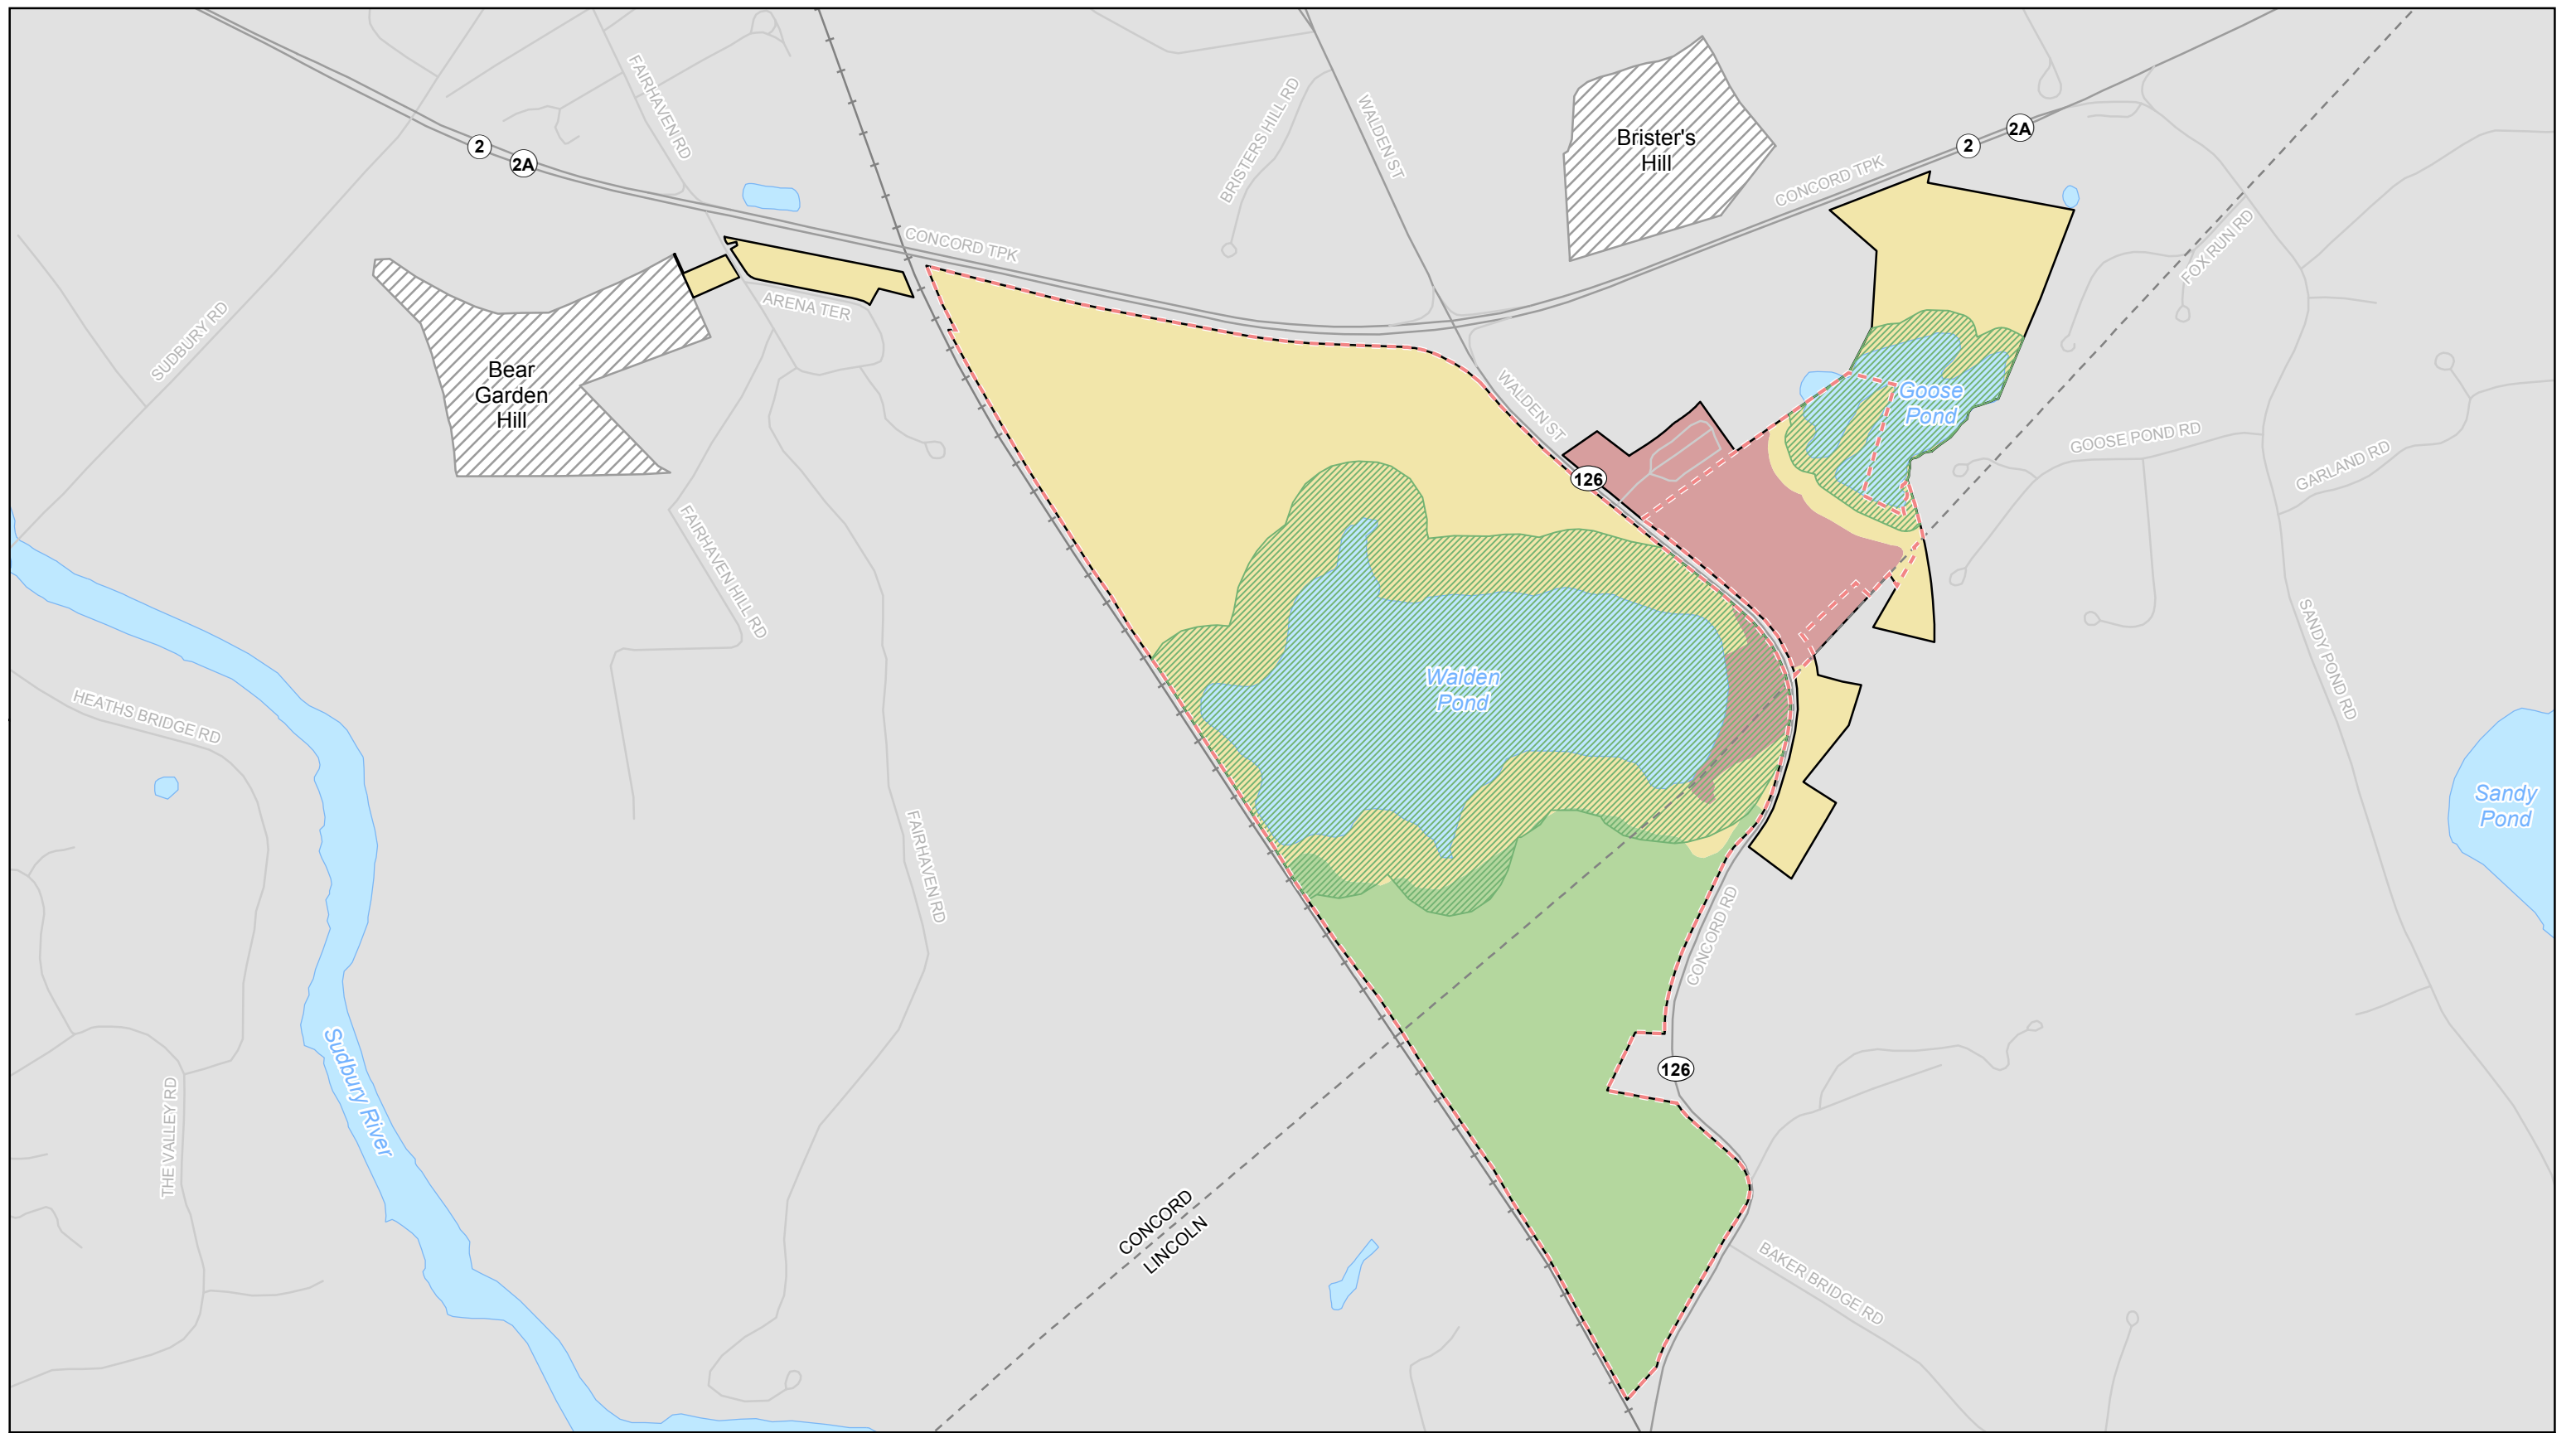 FAIRHAVEN RD
2
2A
BRISTERS HILL RD
WALDEN ST
Brister's
Hill
2
2A
CONCORD TPK
CONCORD TPK
FOX RUN RD
ARENA TER
SUDBURY RD
Bear
Garden
Hill
WALDEN ST
Goose
Pond
GOOSE POND RD
GARLAND RD
126
FAIRHAVEN HILL RD
SANDY POND RD
HEATHS BRIDGE RD
Walden
Pond
Sandy
Pond
FAIRHAVEN RD
CONCORD RD
126
Sudbury River
THE VALLEY RD
CONCORD
LINCOLN
BAKER BRIDGE RD